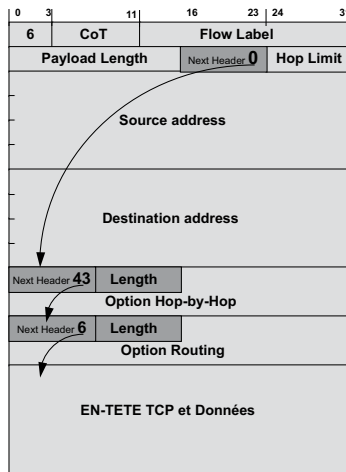 0 3 11 16 23 24 31
6 CoT Flow Label
Payload Length Next Header 0 Hop Limit
Source address
Destination address
Next Header 43 Length
Option Hop-by-Hop
Next Header 6 Length
Option Routing
EN-TETE TCP et Données